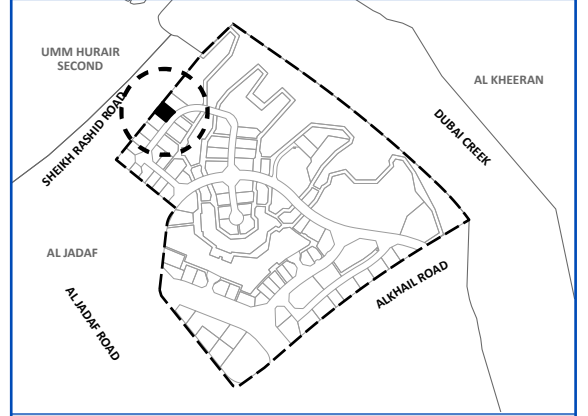 UMM HURAIR
SECOND
AL KHEERAN
SHEIKH RASHID ROAD
DUBAI CREEK
AL JADAF
AL JADAF ROAD
ALKHAIL ROAD